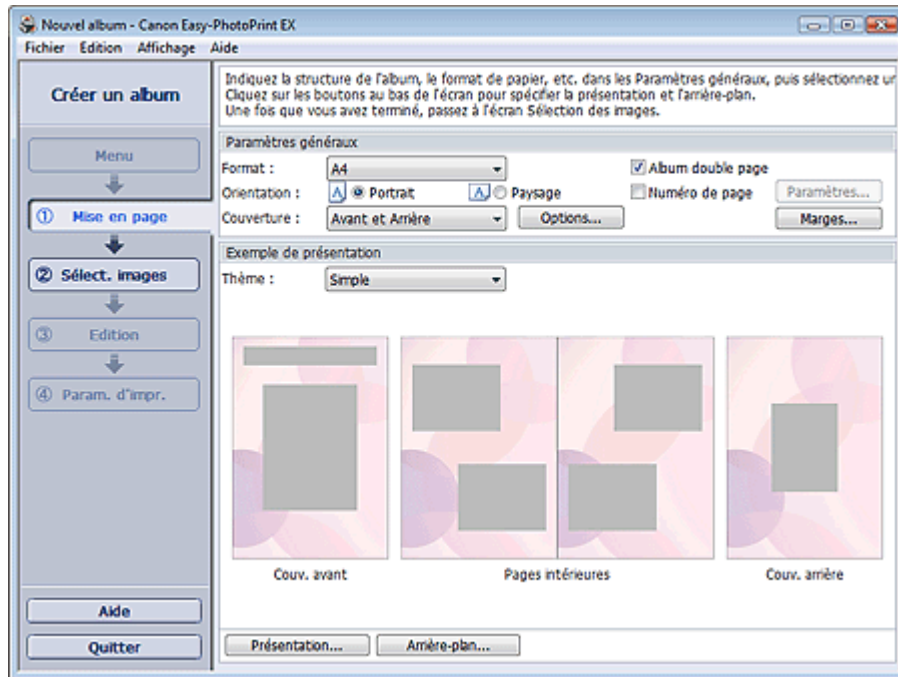 Nouvel album - Canon Easy-PhotoPrint EX
Fichier Edition Affichage Aide
Créer un album
Menu
① Mise en page
② Sélect. images
③ Edition
④ Param. d'impr.
Aide
Quitter
Indiquez la structure de l'album, le format de papier, etc. dans les Paramètres généraux, puis sélectionnez
Cliquez sur les boutons au bas de l'écran pour spécifier la présentation et l'arrière-plan.
Une fois que vous avez terminé, passez à l'écran Sélection des images.
Paramètres généraux
Format : A4 Album double page
Orientation : A Portrait A Paysage Numéro de page Paramètres...
Couverture : Avant et Arrière Options... Marges...
Exemple de présentation
Thème : Simple
Couv. avant Pages intérieures Couv. arrière
Présentation... Arrière-plan...